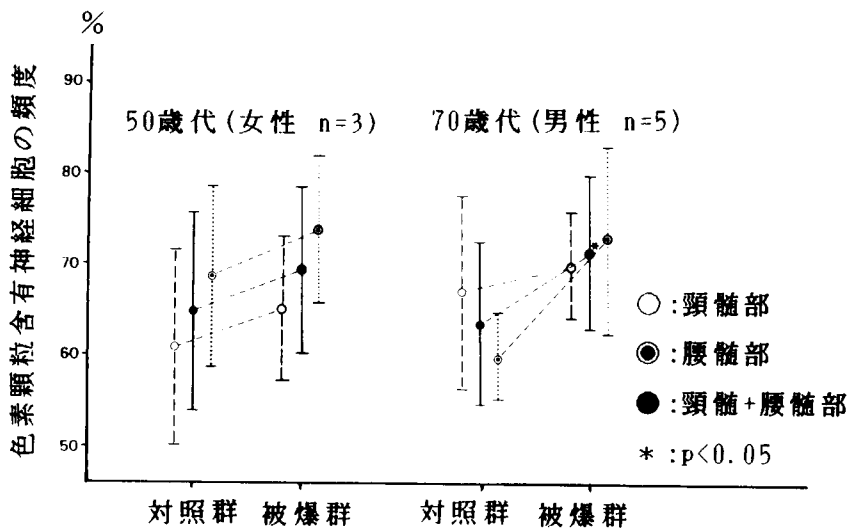 %
色素顆粒含有神経細胞の頻度
90
80
70
60
50
50歳代(女性 n=3)
70歳代(男性 n=5)
*
○:頸髄部
◉:腰髄部
●:頸髄+腰髄部
* :p<0.05
対照群 被爆群 対照群 被爆群